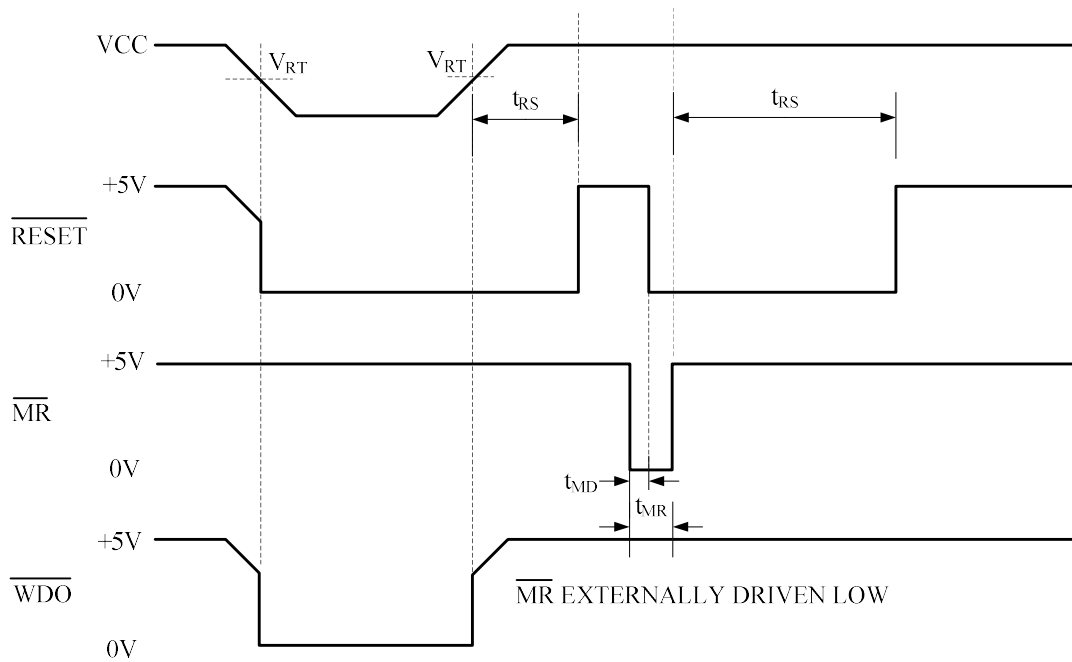 VCC
V_RT
V_RT
t_RS
t_RS
+5V
RESET
0V
+5V
MR
0V
t_MD
t_MR
+5V
WDO
MR EXTERNALLY DRIVEN LOW
0V